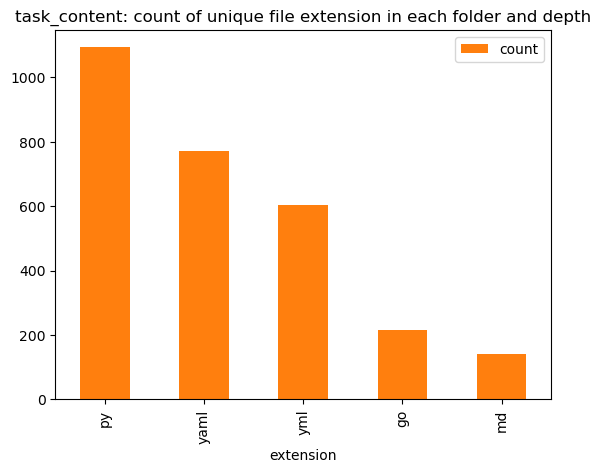 task_content: count of unique file extension in each folder and depth
count
1000
800
600
400
200
0
py
yaml
yml
go
md
extension